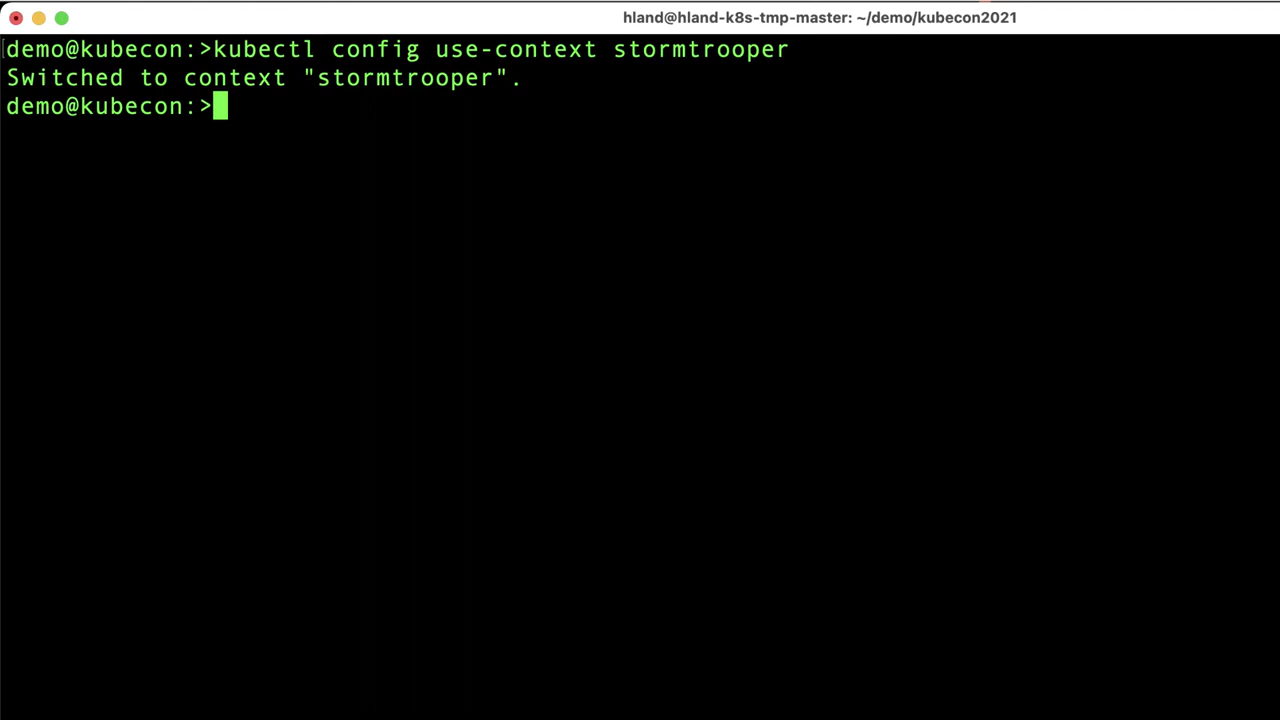 hland@hland-k8s-tmp-master: ~/demo/kubecon2021
demo@kubecon:>kubectl config use-context stormtrooper
Switched to context "stormtrooper".
demo@kubecon:>